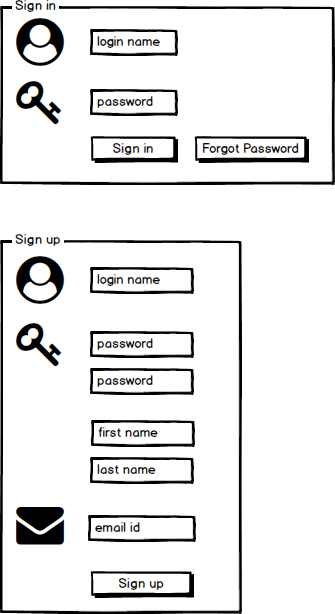 Sign in
login name
password
Sign in
Forgot Password
Sign up
login name
password
password
first name
last name
email id
Sign up